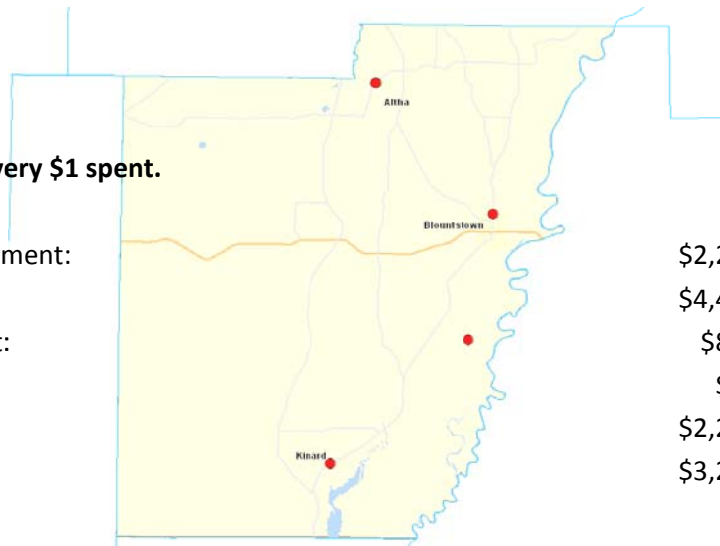 Altha
very $1 spent.
Blountstown
ment: $2,2
$4,4
t: $8
$
$2,2
Kinard
$3,2